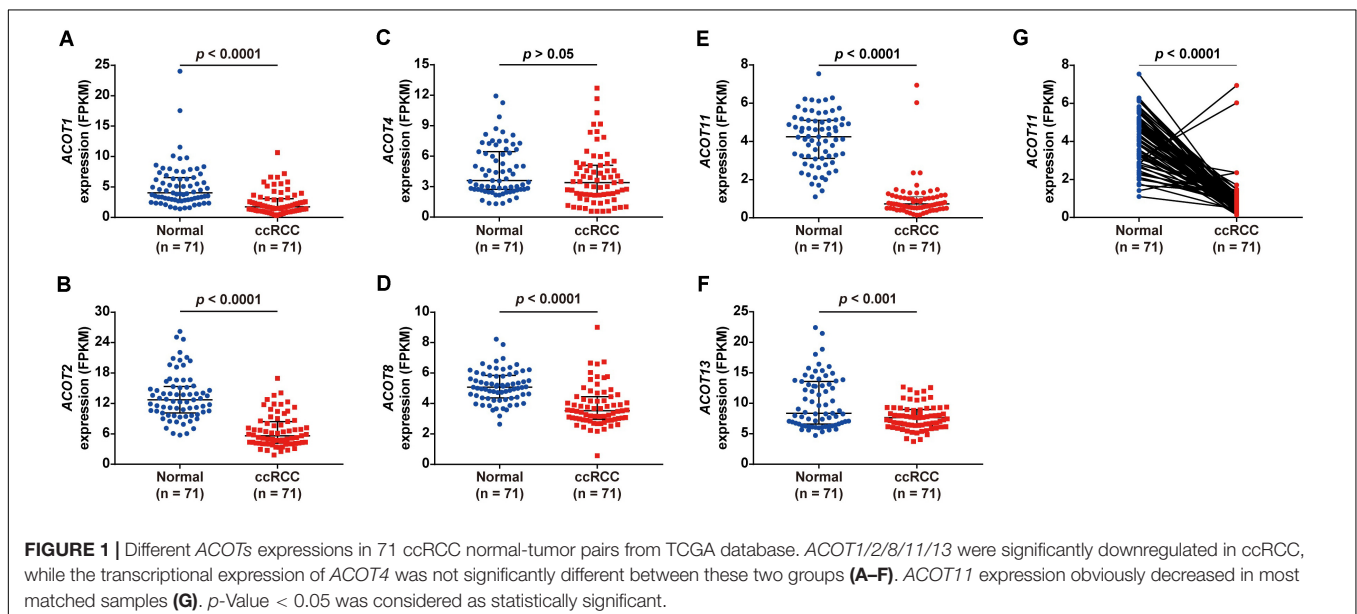 A
p < 0.0001
ACOT1
expression (FPKM)
25
20
15
10
5
0
Normal
(n = 71)
ccRCC
(n = 71)
C
p > 0.05
ACOT4
expression (FPKM)
15
12
9
6
3
0
Normal
(n = 71)
ccRCC
(n = 71)
E
p < 0.0001
ACOT11
expression (FPKM)
8
6
4
2
0
Normal
(n = 71)
ccRCC
(n = 71)
G
p < 0.0001
ACOT11
expression (FPKM)
8
6
4
2
0
Normal
(n = 71)
ccRCC
(n = 71)
B
p < 0.0001
ACOT2
expression (FPKM)
30
24
18
12
6
0
Normal
(n = 71)
ccRCC
(n = 71)
D
p < 0.0001
ACOT8
expression (FPKM)
10
8
6
4
2
0
Normal
(n = 71)
ccRCC
(n = 71)
F
p < 0.001
ACOT13
expression (FPKM)
25
20
15
10
5
0
Normal
(n = 71)
ccRCC
(n = 71)
FIGURE 1 | Different ACOTs expressions in 71 ccRCC normal-tumor pairs from TCGA database. ACOT1/2/8/11/13 were significantly downregulated in ccRCC,
while the transcriptional expression of ACOT4 was not significantly different between these two groups (A–F). ACOT11 expression obviously decreased in most
matched samples (G). p-Value < 0.05 was considered as statistically significant.